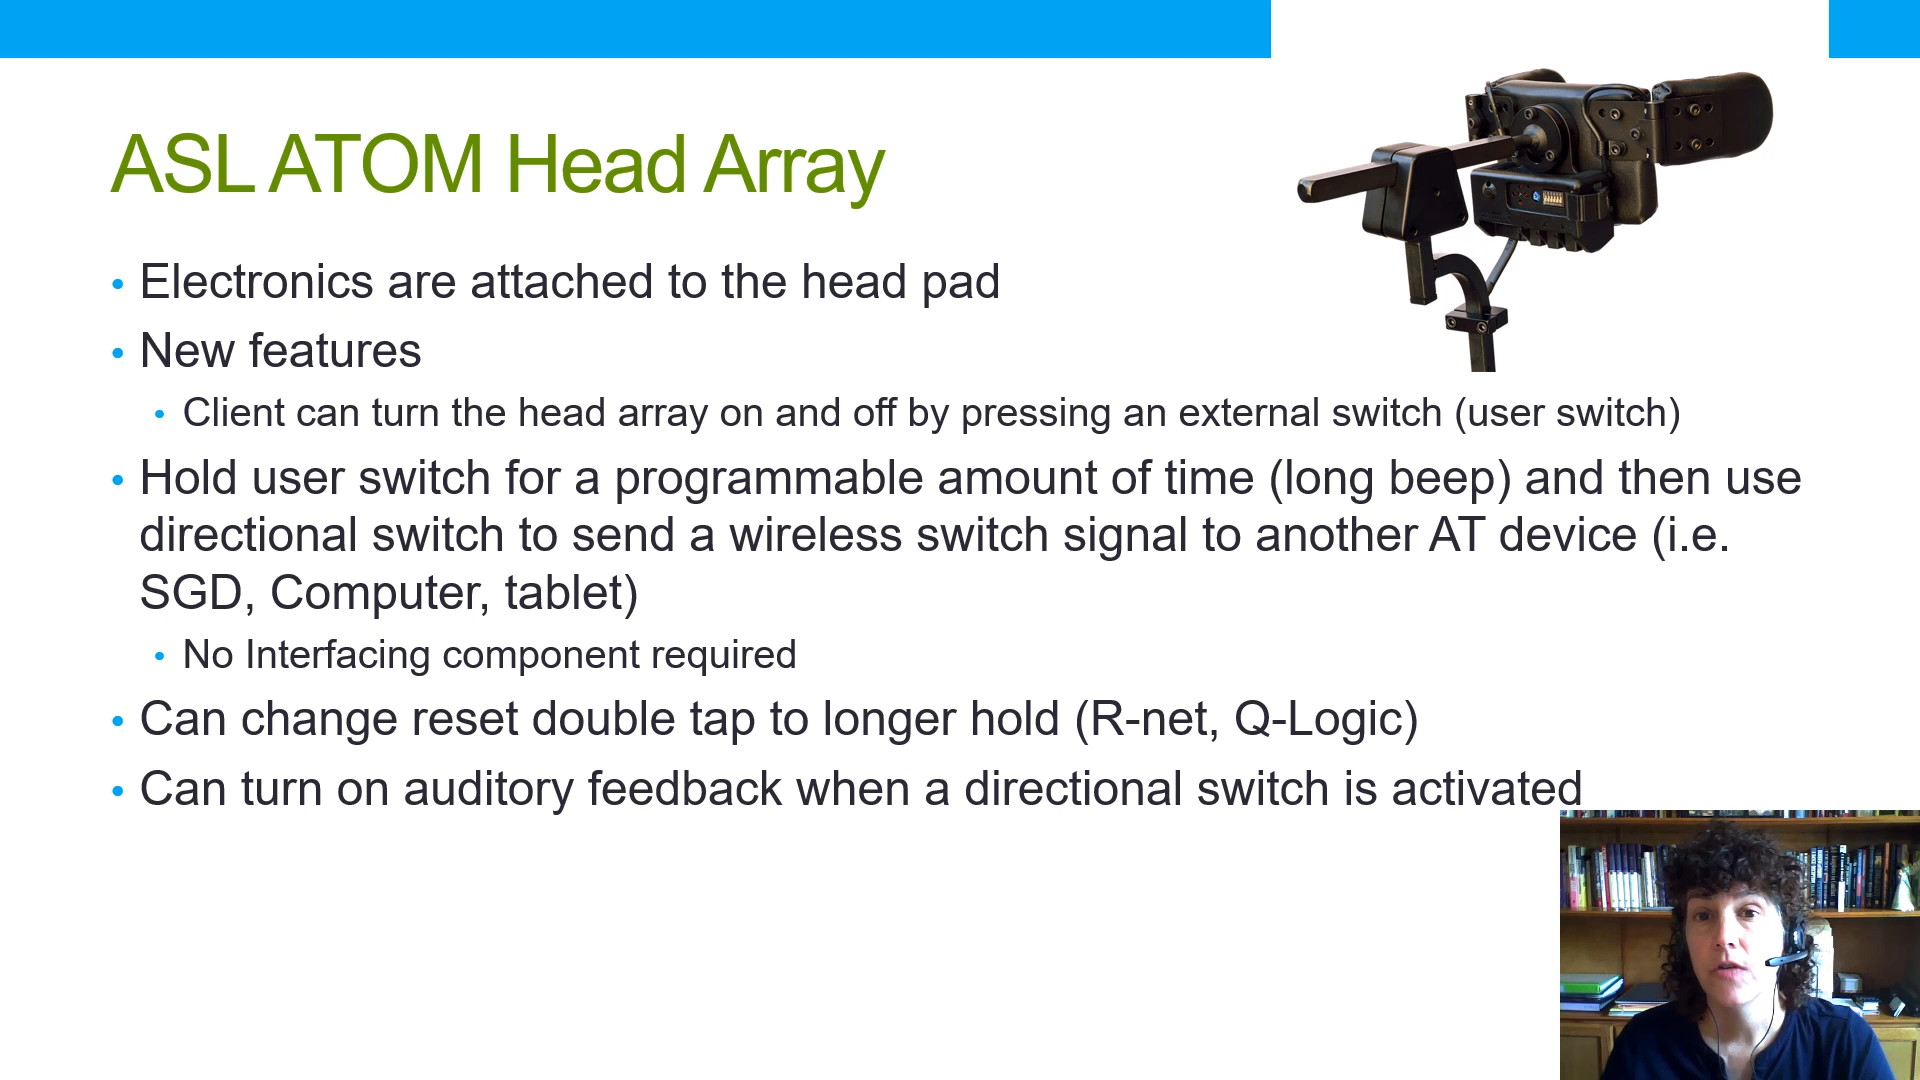 ASL ATOM Head Array
• Electronics are attached to the head pad
• New features
• Client can turn the head array on and off by pressing an external switch (user switch)
• Hold user switch for a programmable amount of time (long beep) and then use
directional switch to send a wireless switch signal to another AT device (i.e.
SGD, Computer, tablet)
• No Interfacing component required
• Can change reset double tap to longer hold (R-net, Q-Logic)
• Can turn on auditory feedback when a directional switch is activated